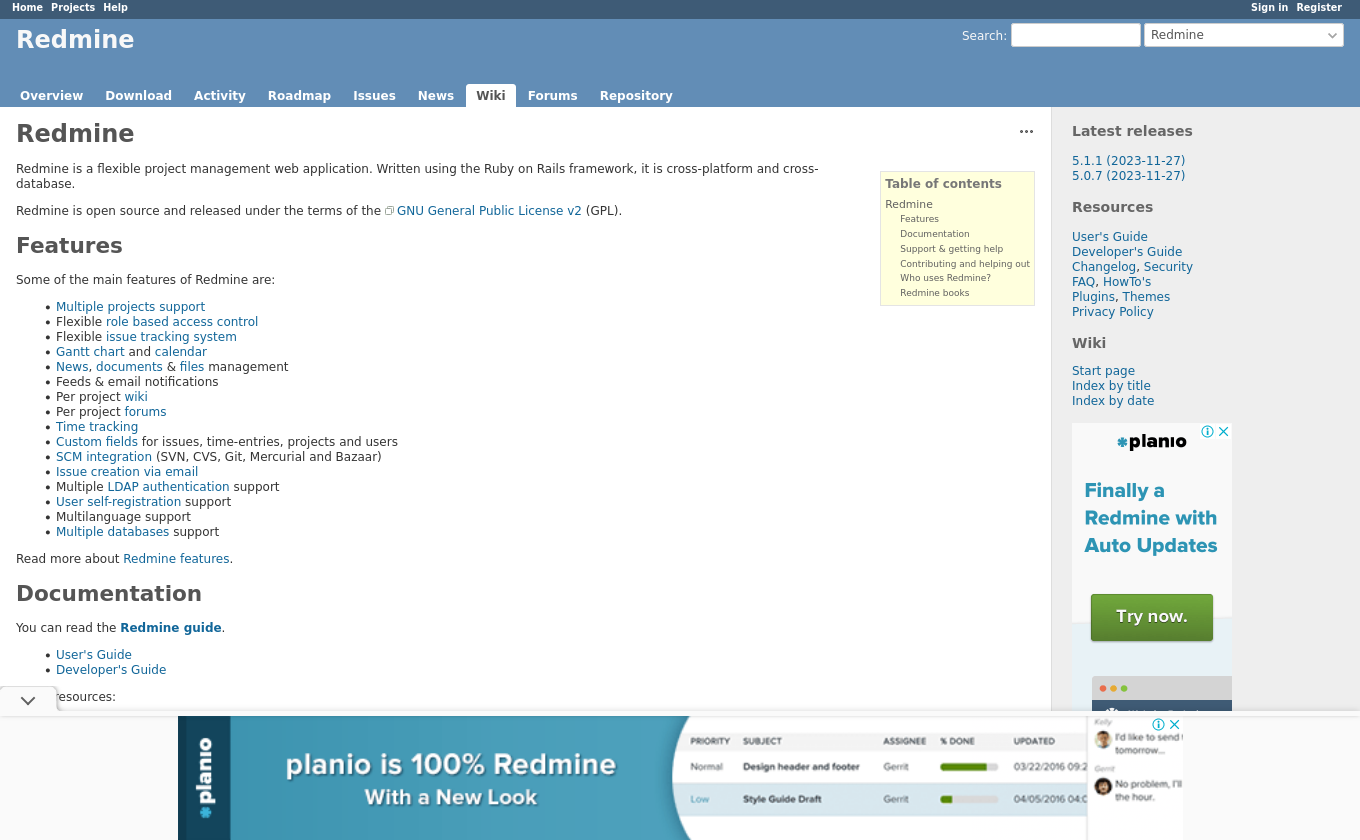 Home Projects Help
Sign in Register
Redmine
Search:
Redmine
Overview Download Activity Roadmap Issues News Wiki Forums Repository
Redmine
Redmine is a flexible project management web application. Written using the Ruby on Rails framework, it is cross-platform and cross-
database.
Redmine is open source and released under the terms of the GNU General Public License v2 (GPL).
Table of contents
Redmine
Features
Documentation
Support & getting help
Contributing and helping out
Who uses Redmine?
Redmine books
Features
Some of the main features of Redmine are:
Multiple projects support
Flexible role based access control
Flexible issue tracking system
Gantt chart and calendar
News, documents & files management
Feeds & email notifications
Per project wiki
Per project forums
Time tracking
Custom fields for issues, time-entries, projects and users
SCM integration (SVN, CVS, Git, Mercurial and Bazaar)
Issue creation via email
Multiple LDAP authentication support
User self-registration support
Multilanguage support
Multiple databases support
Read more about Redmine features.
Documentation
You can read the Redmine guide.
User's Guide
Developer's Guide
resources:
Latest releases
5.1.1 (2023-11-27)
5.0.7 (2023-11-27)
Resources
User's Guide
Developer's Guide
Changelog, Security
FAQ, HowTo's
Plugins, Themes
Privacy Policy
Wiki
Start page
Index by title
Index by date
planio
Finally a
Redmine with
Auto Updates
Try now.
planio
planio is 100% Redmine
With a New Look
PRIORITY SUBJECT ASSIGNEE % DONE UPDATED
Normal Design header and footer Gerrit 03/22/2016 09:2
Low Style Guide Draft Gerrit 04/05/2016 04:0
Kelly
I'd like to send
tomorrow...
Gerrit
No problem, I'll
the hour.